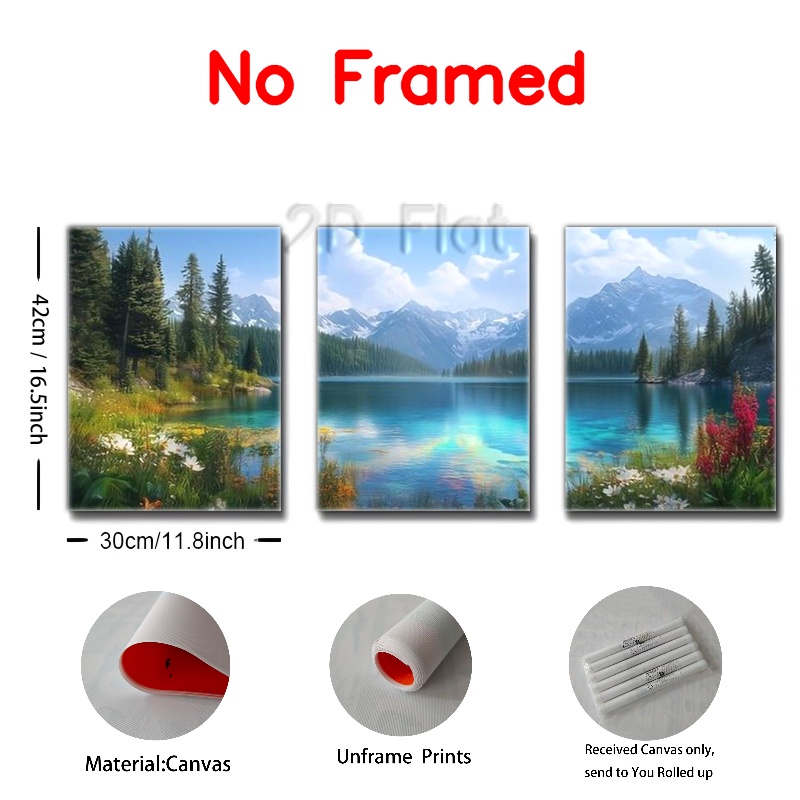 No Framed
2D Flat
42cm / 16.5inch
30cm/11.8inch
Material:Canvas
Unframe Prints
Received Canvas only,
send to You Rolled up